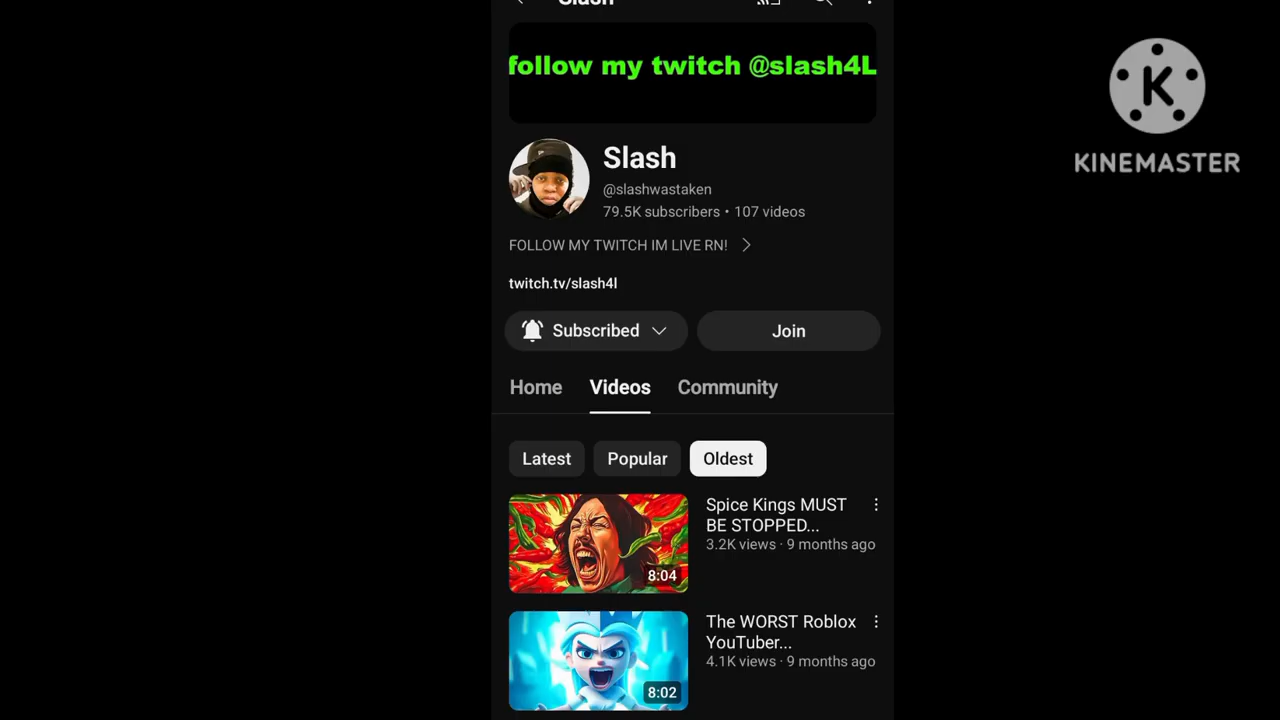 Slash
follow my twitch @slash4L
K
KINEMASTER
Slash
@slashwastaken
79.5K subscribers • 107 videos
FOLLOW MY TWITCH IM LIVE RN!
twitch.tv/slash4l
Subscribed
Join
Home
Videos
Community
Latest
Popular
Oldest
Spice Kings MUST
BE STOPPED...
3.2K views · 9 months ago
8:04
The WORST Roblox
YouTuber...
4.1K views · 9 months ago
8:02